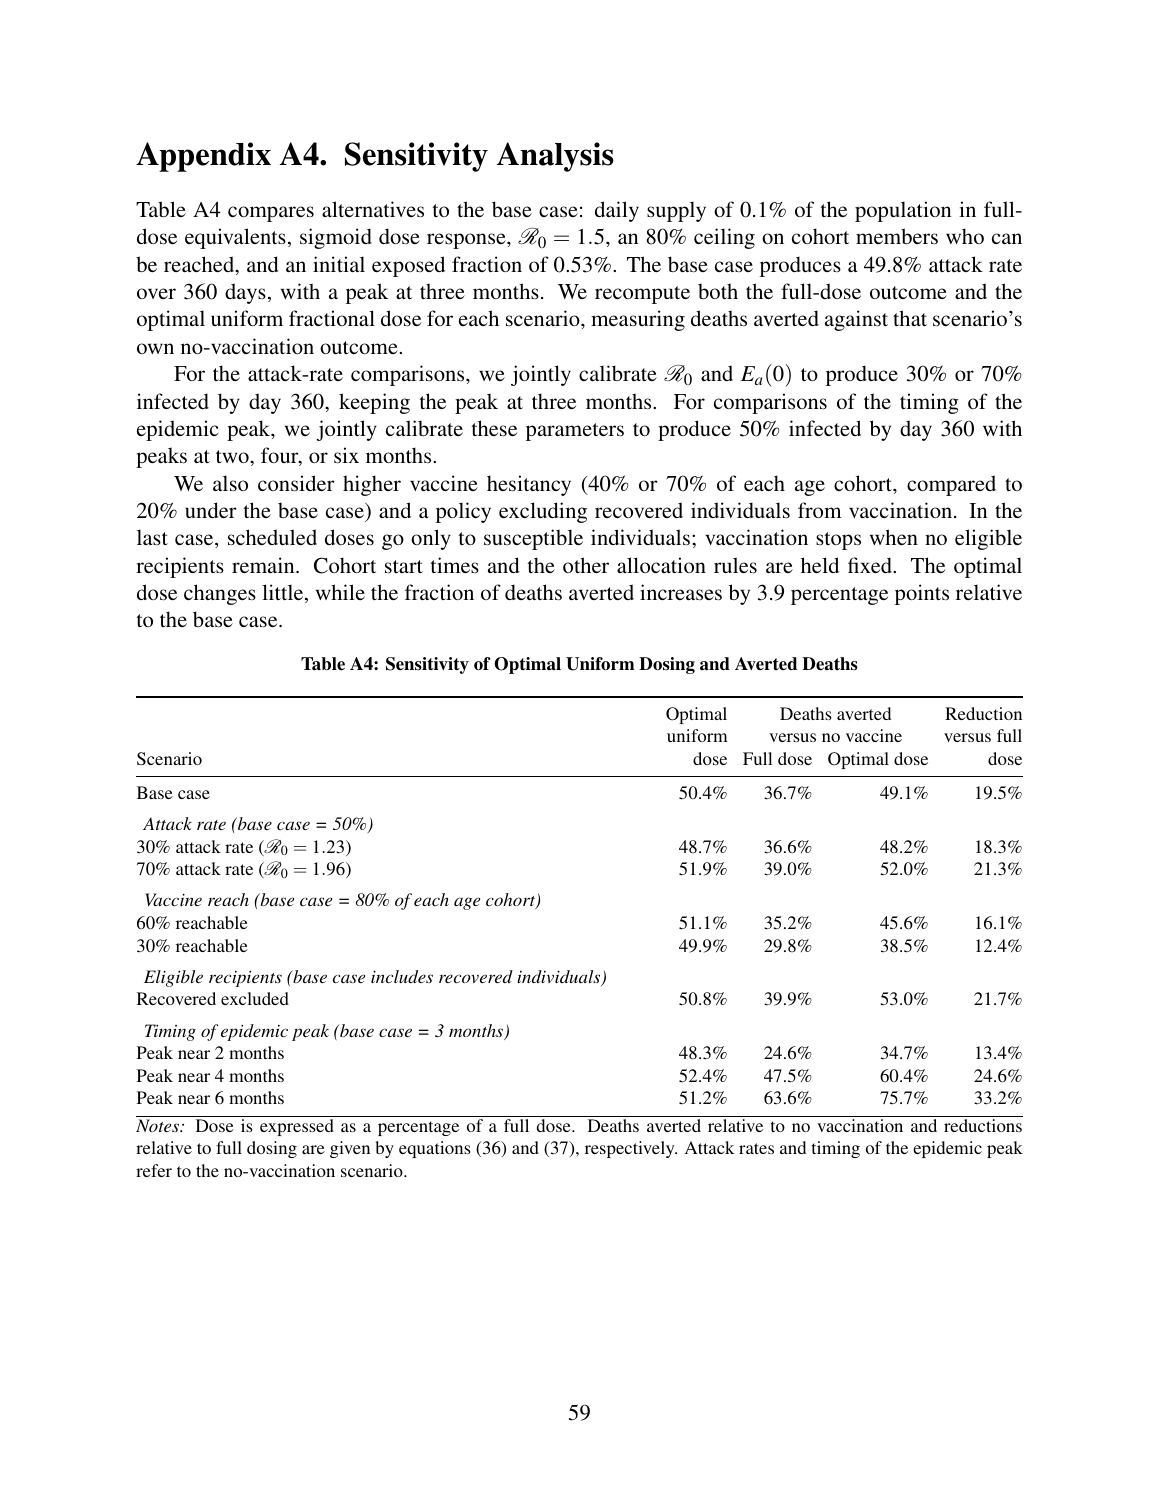 Appendix A4. Sensitivity Analysis
Table A4 compares alternatives to the base case: daily supply of 0.1% of the population in full-
dose equivalents, sigmoid dose response, ℛ0 = 1.5, an 80% ceiling on cohort members who can
be reached, and an initial exposed fraction of 0.53%. The base case produces a 49.8% attack rate
over 360 days, with a peak at three months. We recompute both the full-dose outcome and the
optimal uniform fractional dose for each scenario, measuring deaths averted against that scenario’s
own no-vaccination outcome.
For the attack-rate comparisons, we jointly calibrate ℛ0 and Ea(0) to produce 30% or 70%
infected by day 360, keeping the peak at three months. For comparisons of the timing of the
epidemic peak, we jointly calibrate these parameters to produce 50% infected by day 360 with
peaks at two, four, or six months.
We also consider higher vaccine hesitancy (40% or 70% of each age cohort, compared to
20% under the base case) and a policy excluding recovered individuals from vaccination. In the
last case, scheduled doses go only to susceptible individuals; vaccination stops when no eligible
recipients remain. Cohort start times and the other allocation rules are held fixed. The optimal
dose changes little, while the fraction of deaths averted increases by 3.9 percentage points relative
to the base case.
Table A4: Sensitivity of Optimal Uniform Dosing and Averted Deaths
Optimal Deaths averted Reduction
uniform versus no vaccine versus full
Scenario dose Full dose Optimal dose dose
Base case 50.4% 36.7% 49.1% 19.5%
Attack rate (base case = 50%)
30% attack rate (ℛ0 = 1.23) 48.7% 36.6% 48.2% 18.3%
70% attack rate (ℛ0 = 1.96) 51.9% 39.0% 52.0% 21.3%
Vaccine reach (base case = 80% of each age cohort)
60% reachable 51.1% 35.2% 45.6% 16.1%
30% reachable 49.9% 29.8% 38.5% 12.4%
Eligible recipients (base case includes recovered individuals)
Recovered excluded 50.8% 39.9% 53.0% 21.7%
Timing of epidemic peak (base case = 3 months)
Peak near 2 months 48.3% 24.6% 34.7% 13.4%
Peak near 4 months 52.4% 47.5% 60.4% 24.6%
Peak near 6 months 51.2% 63.6% 75.7% 33.2%
Notes: Dose is expressed as a percentage of a full dose. Deaths averted relative to no vaccination and reductions
relative to full dosing are given by equations (36) and (37), respectively. Attack rates and timing of the epidemic peak
refer to the no-vaccination scenario.
59